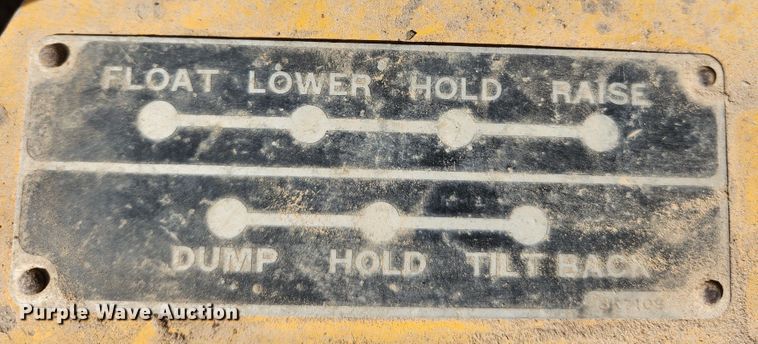 FLOAT LOWER HOLD RAISE
DUMP HOLD TILT BACK
Purple Wave Auction